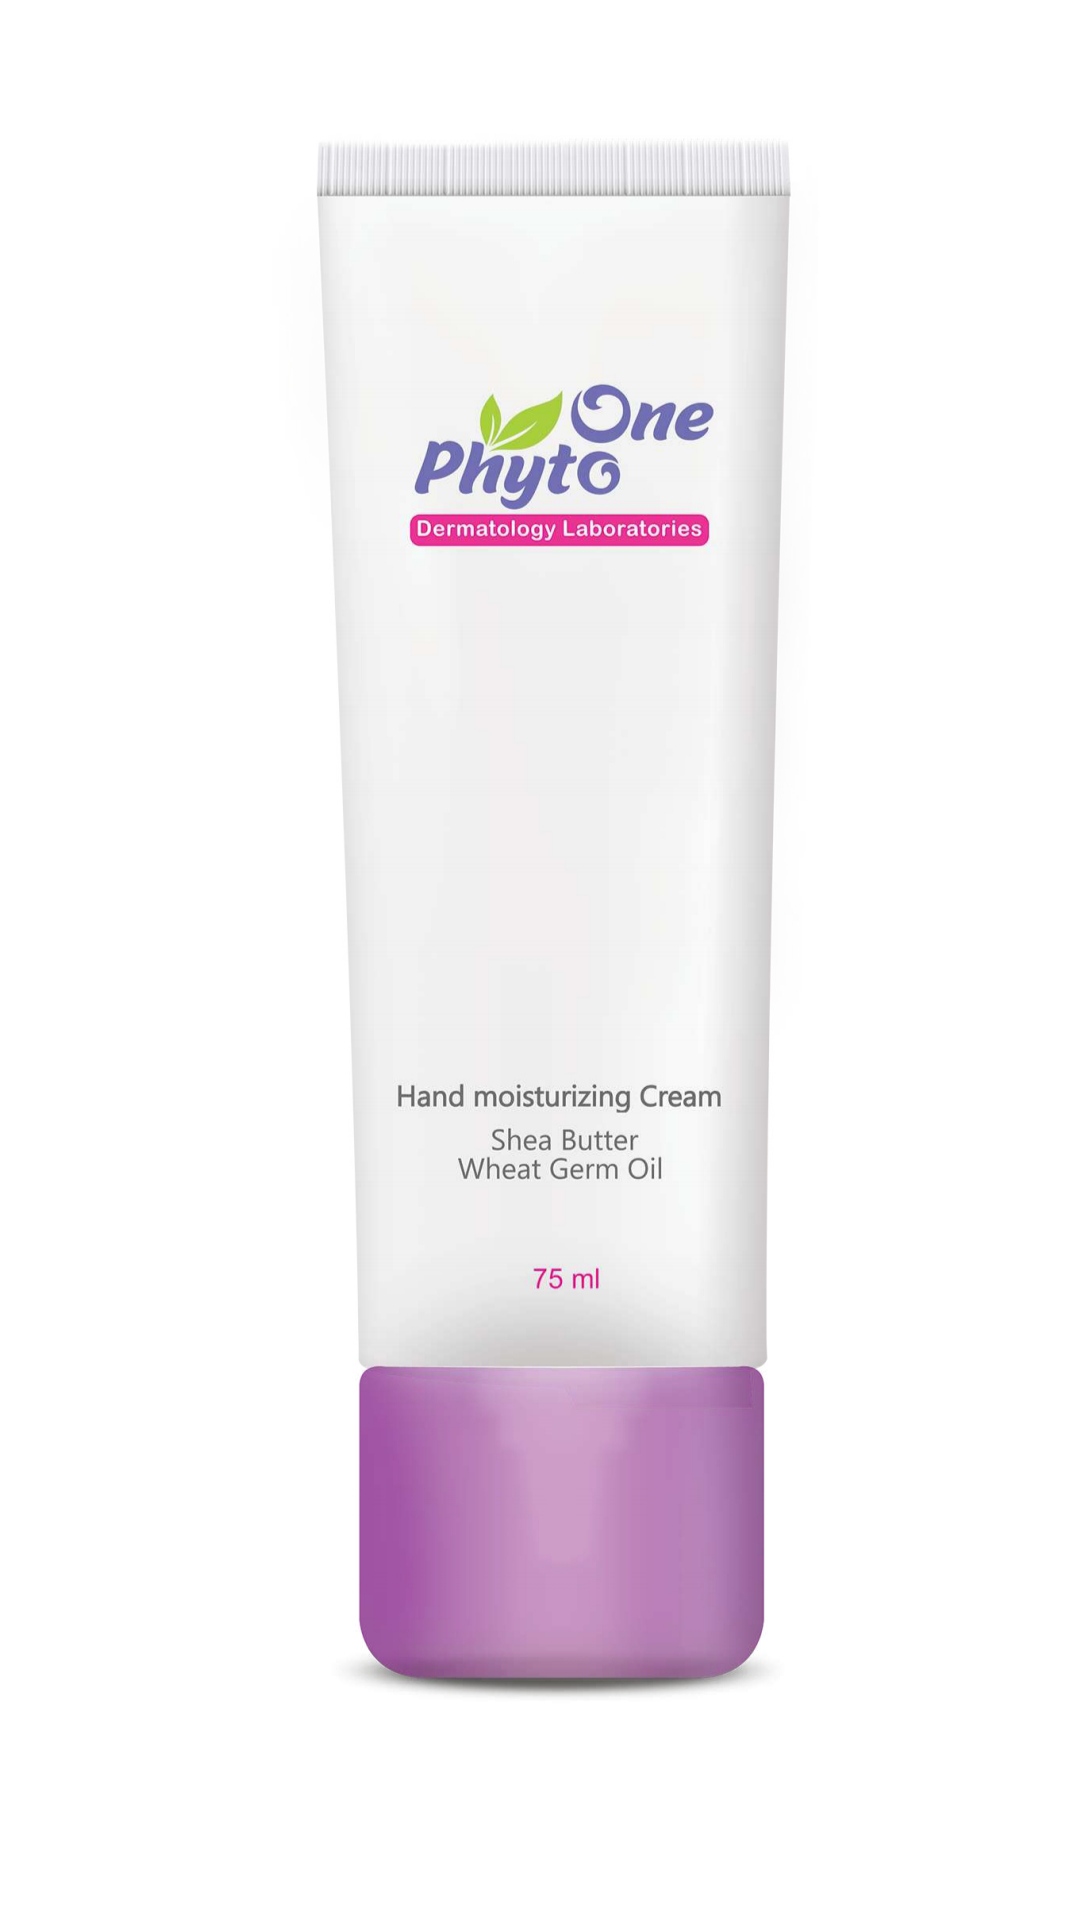 One
Phyto
Dermatology Laboratories
Hand moisturizing Cream
Shea Butter
Wheat Germ Oil
75 ml